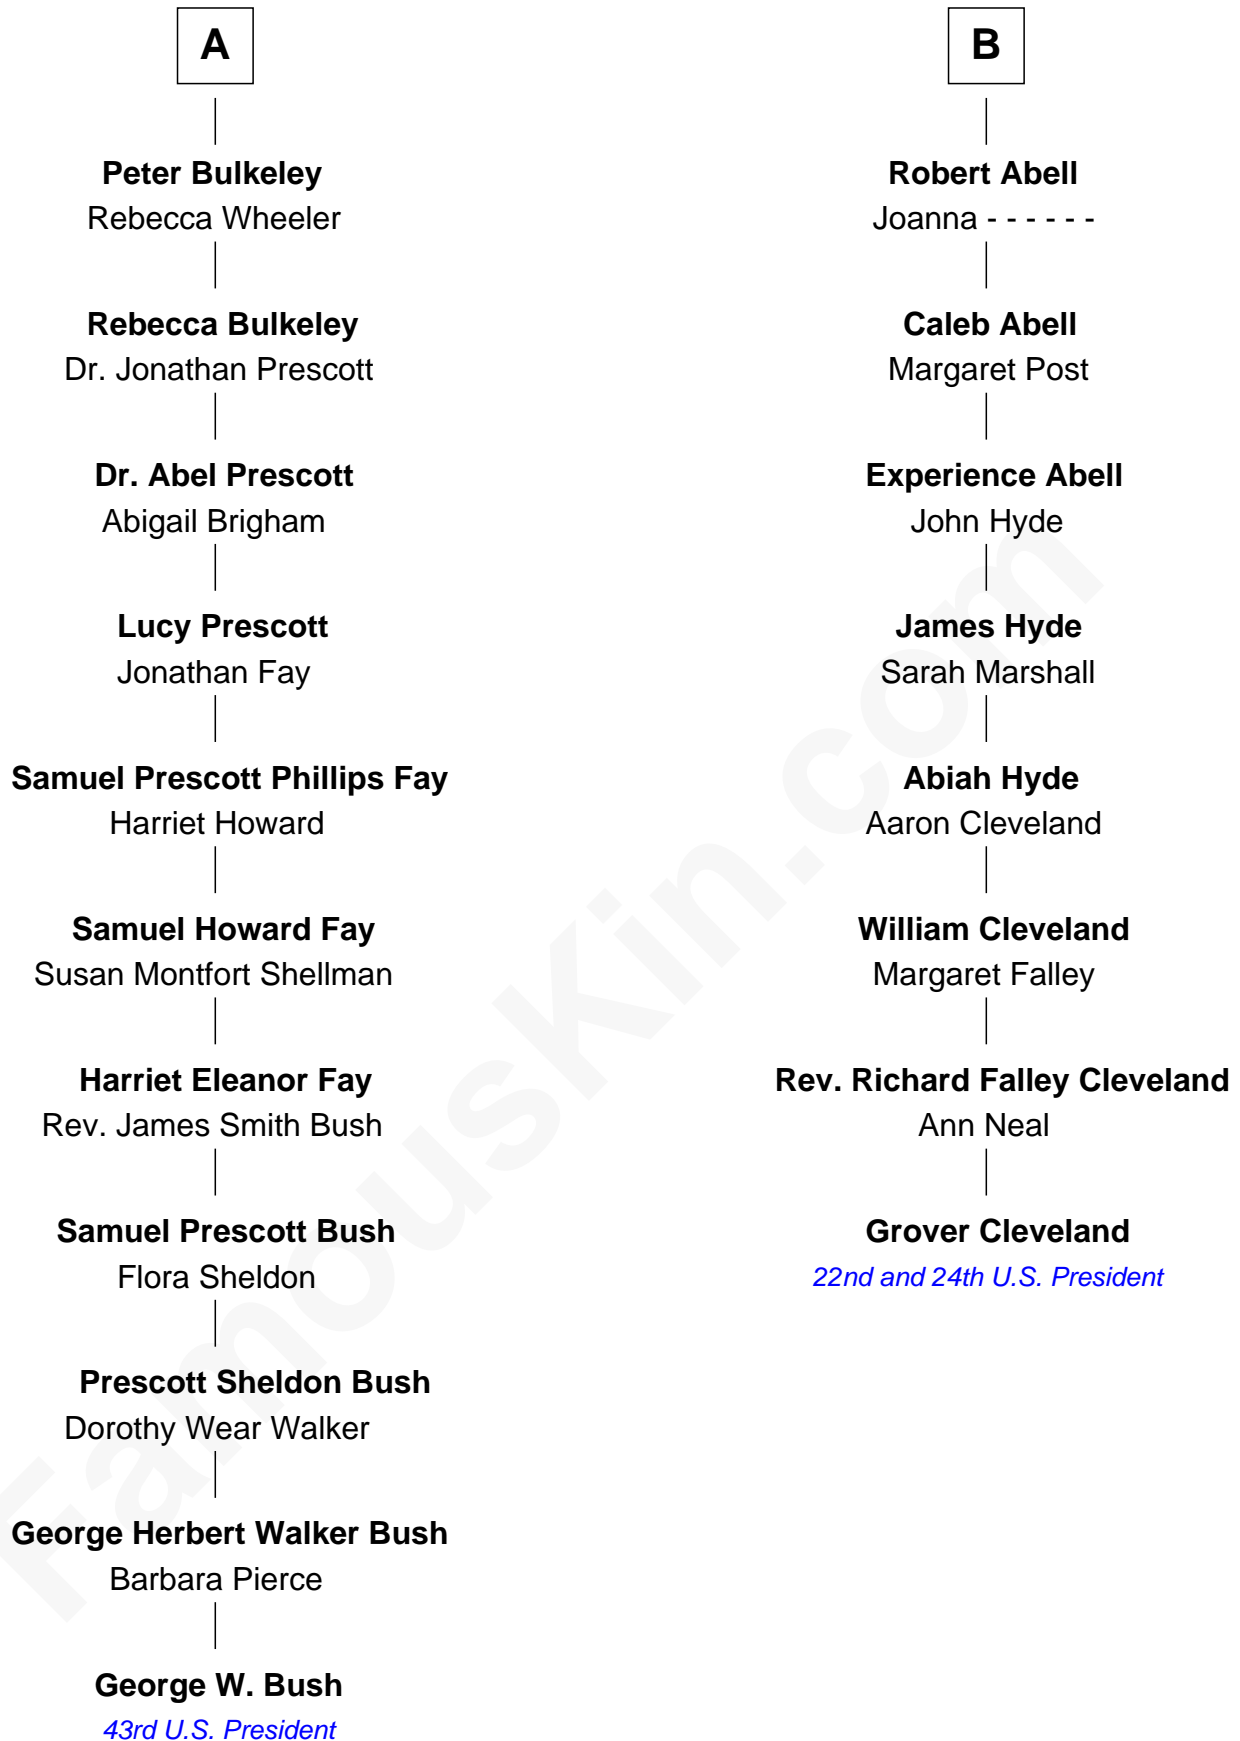 A
Peter Bulkeley
Rebecca Wheeler
Rebecca Bulkeley
Dr. Jonathan Prescott
Dr. Abel Prescott
Abigail Brigham
Lucy Prescott
Jonathan Fay
Samuel Prescott Phillips Fay
Harriet Howard
Samuel Howard Fay
Susan Montfort Shellman
Harriet Eleanor Fay
Rev. James Smith Bush
Samuel Prescott Bush
Flora Sheldon
Prescott Sheldon Bush
Dorothy Wear Walker
George Herbert Walker Bush
Barbara Pierce
George W. Bush
43rd U.S. President
B
Robert Abell
Joanna - - - - - -
Caleb Abell
Margaret Post
Experience Abell
John Hyde
James Hyde
Sarah Marshall
Abiah Hyde
Aaron Cleveland
William Cleveland
Margaret Falley
Rev. Richard Falley Cleveland
Ann Neal
Grover Cleveland
22nd and 24th U.S. President
FamousKin.com